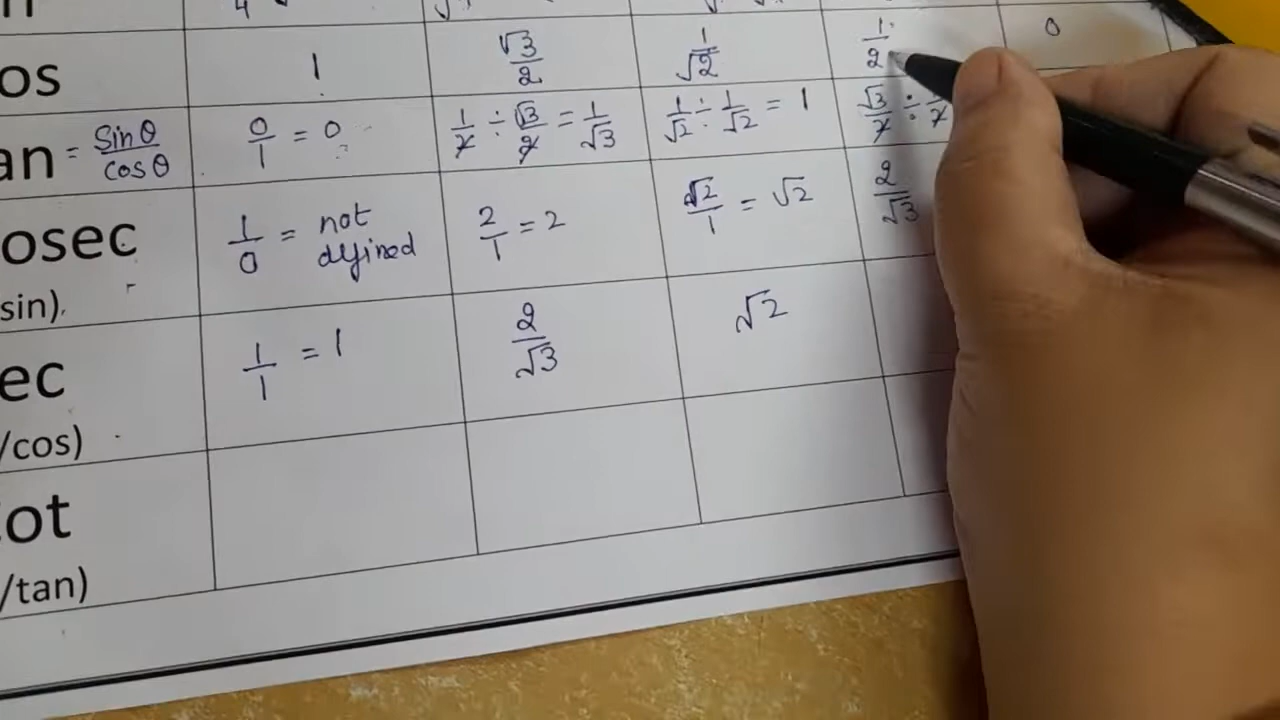 os 1 √3/2 1/√2 1/2 0
an = Sinθ/cosθ 0/1 = 0 1/2 ÷ √3/2 = 1/√3 1/√2 ÷ 1/√2 = 1 √3/2 ÷ 1/2
osec 1/0 = not defined 2/1 = 2 √2/1 = √2 2/√3
sin)
ec 1/1 = 1 2/√3 √2
/cos)
ot
/tan)